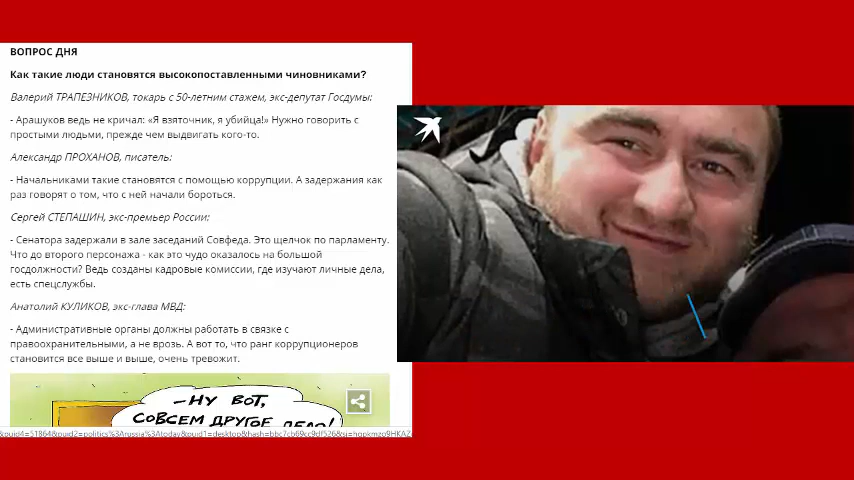 ВОПРОС ДНЯ
Как такие люди становятся высокопоставленными чиновниками?
Валерий ТРАПЕЗНИКОВ, токарь с 50-летним стажем, экс-депутат Госдумы:
- Арашуков ведь не кричал: «Я взяточник, я убийца!» Нужно говорить с
простыми людьми, прежде чем выдвигать кого-то.
Александр ПРОХАНОВ, писатель:
- Начальниками такие становятся с помощью коррупции. А задержания как
раз говорят о том, что с ней начали бороться.
Сергей СТЕПАШИН, экс-премьер России:
- Сенатора задержали в зале заседаний Совфеда. Это щелчок по парламенту.
Что до второго персонажа - как это чудо оказалось на большой
госдолжности? Ведь созданы кадровые комиссии, где изучают личные дела,
есть спецслужбы.
Анатолий КУЛИКОВ, экс-глава МВД:
- Административные органы должны работать в связке с
правоохранительными, а не врозь. А вот то, что ранг коррупционеров
становится все выше и выше, очень тревожит.
-НУ ВОТ,
СОВСЕМ ДРУГОЕ ДЕЛО!